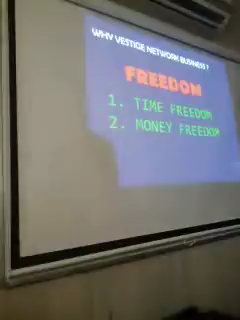 WHY VESTIGE NETWORK BUSINESS ?
FREEDOM
1. TIME FREEDOM
2. MONEY FREEDOM